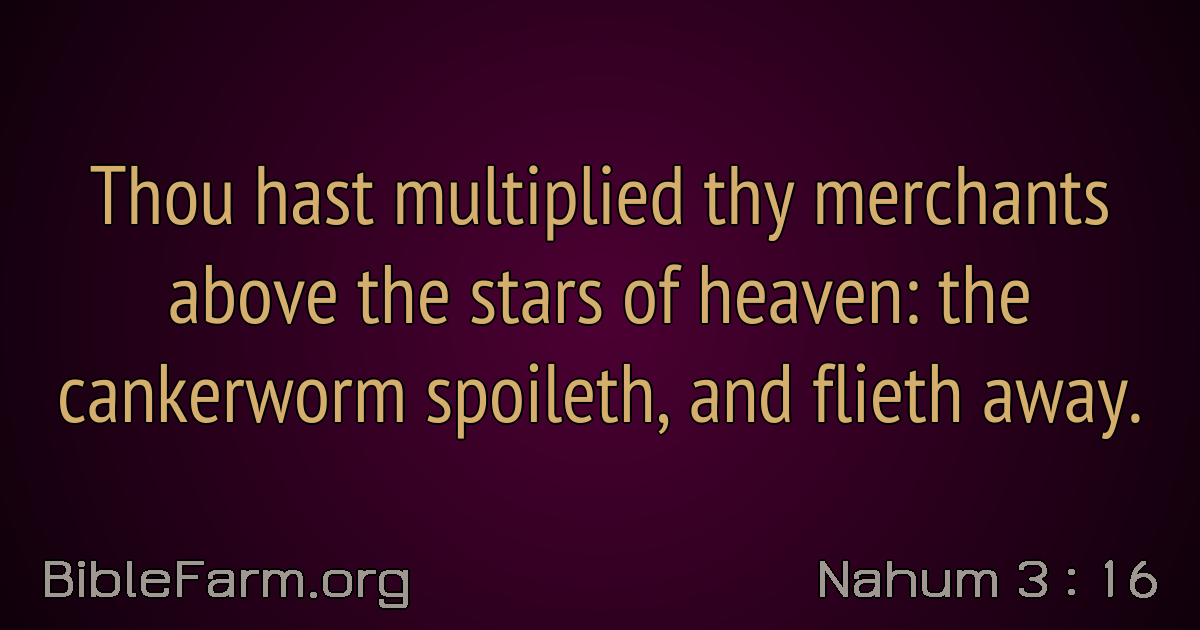 Thou hast multiplied thy merchants
above the stars of heaven: the
cankerworm spoileth, and flieth away.
BibleFarm.org
Nahum 3 : 16